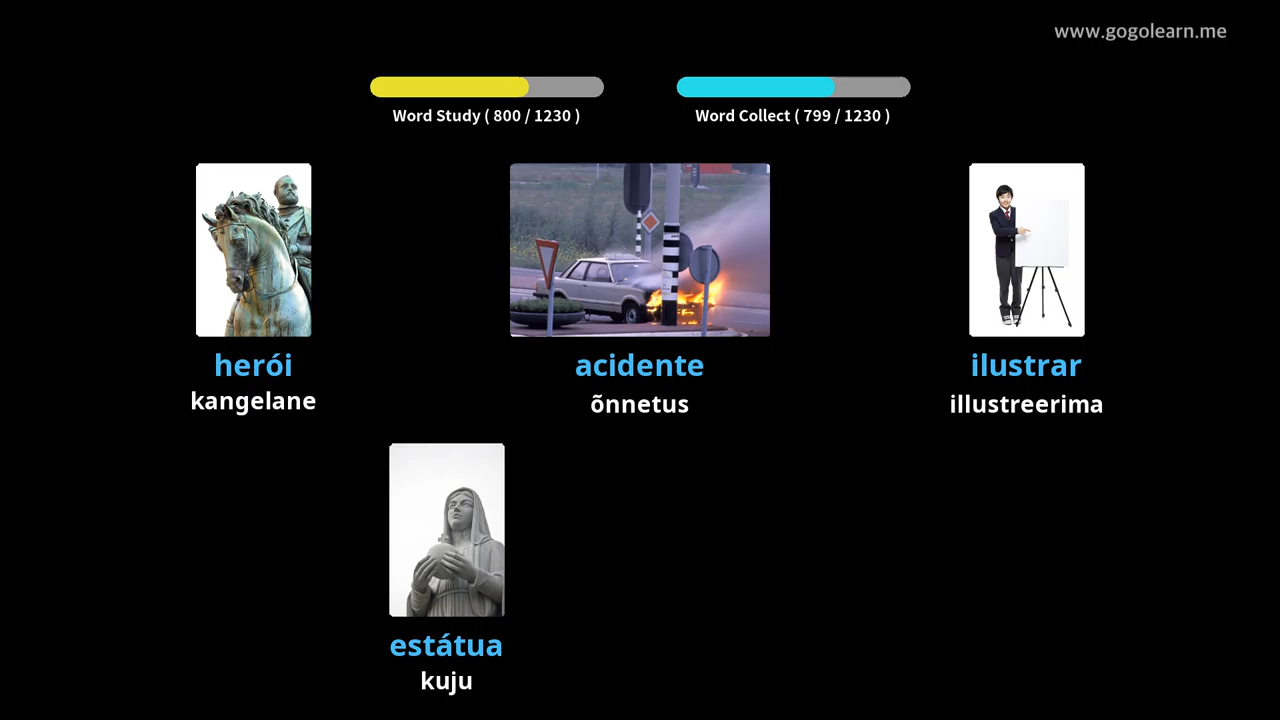 www.gogolearn.me
Word Study ( 800 / 1230 )
Word Collect ( 799 / 1230 )
herói
kangelane
acidente
õnnetus
ilustrar
illustreerima
estátua
kuju